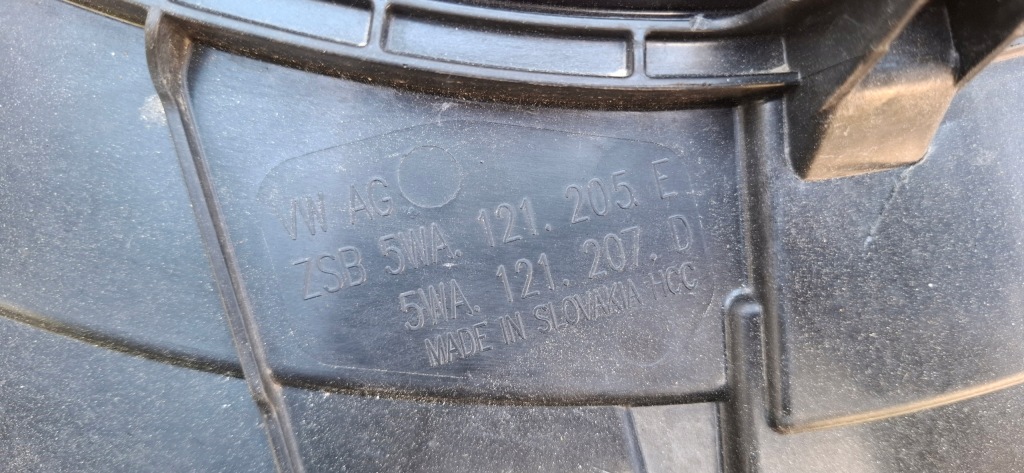 VW AG
ZSB 5WA. 121. 205. E
5WA. 121. 207. D
MADE IN SLOVAKIA HCC